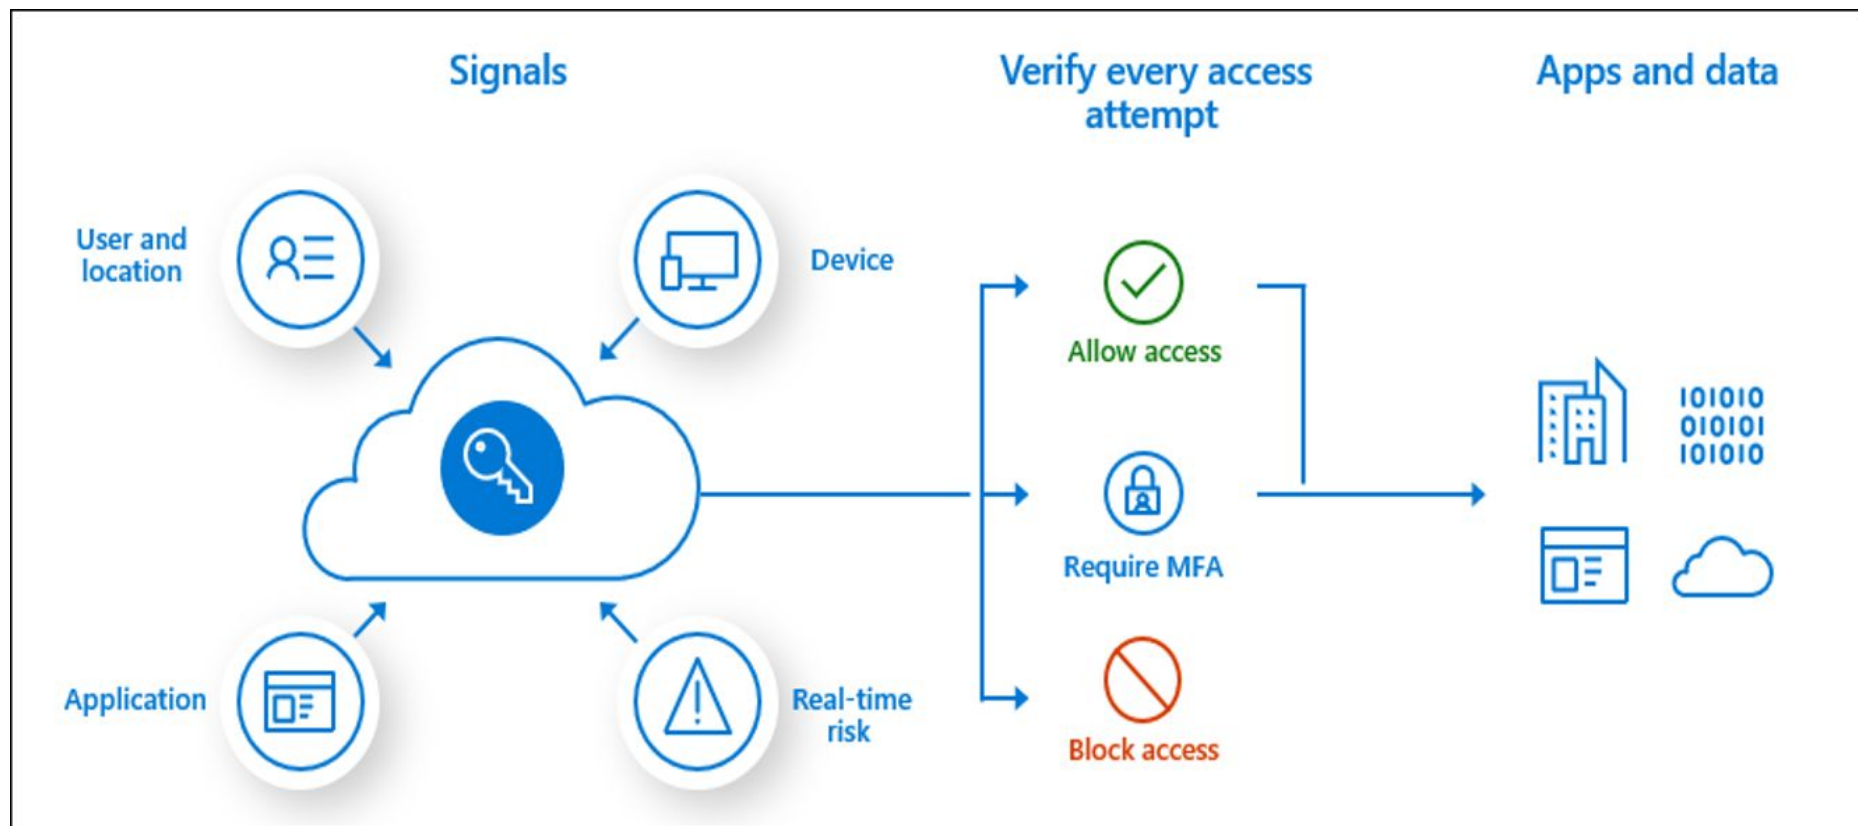 Signals
Verify every access
attempt
Apps and data
User and
location
Device
Allow access
101010
010101
101010
Require MFA
Application
Real-time
risk
Block access